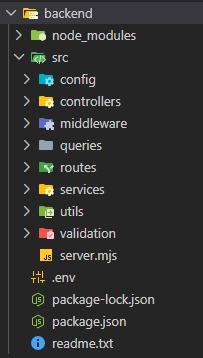 backend
node_modules
src
config
controllers
middleware
queries
routes
services
utils
validation
server.mjs
.env
package-lock.json
package.json
readme.txt